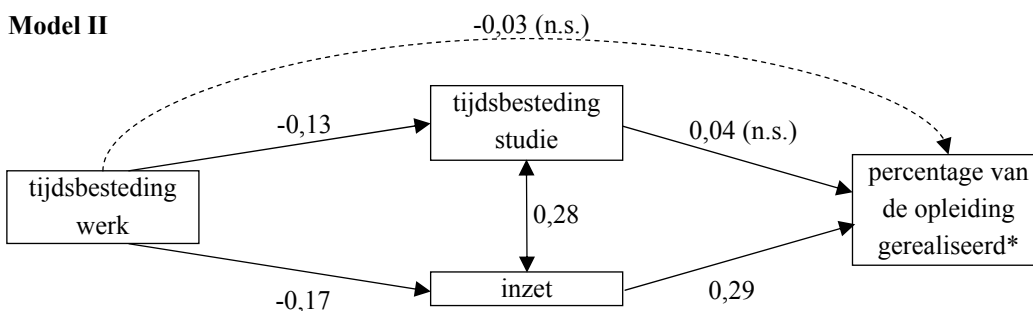 Model II
-0,03 (n.s.)
tijdsbesteding
studie
-0,13
0,04 (n.s.)
tijdsbesteding
werk
percentage van
de opleiding
gerealiseerd*
0,28
inzet
-0,17
0,29